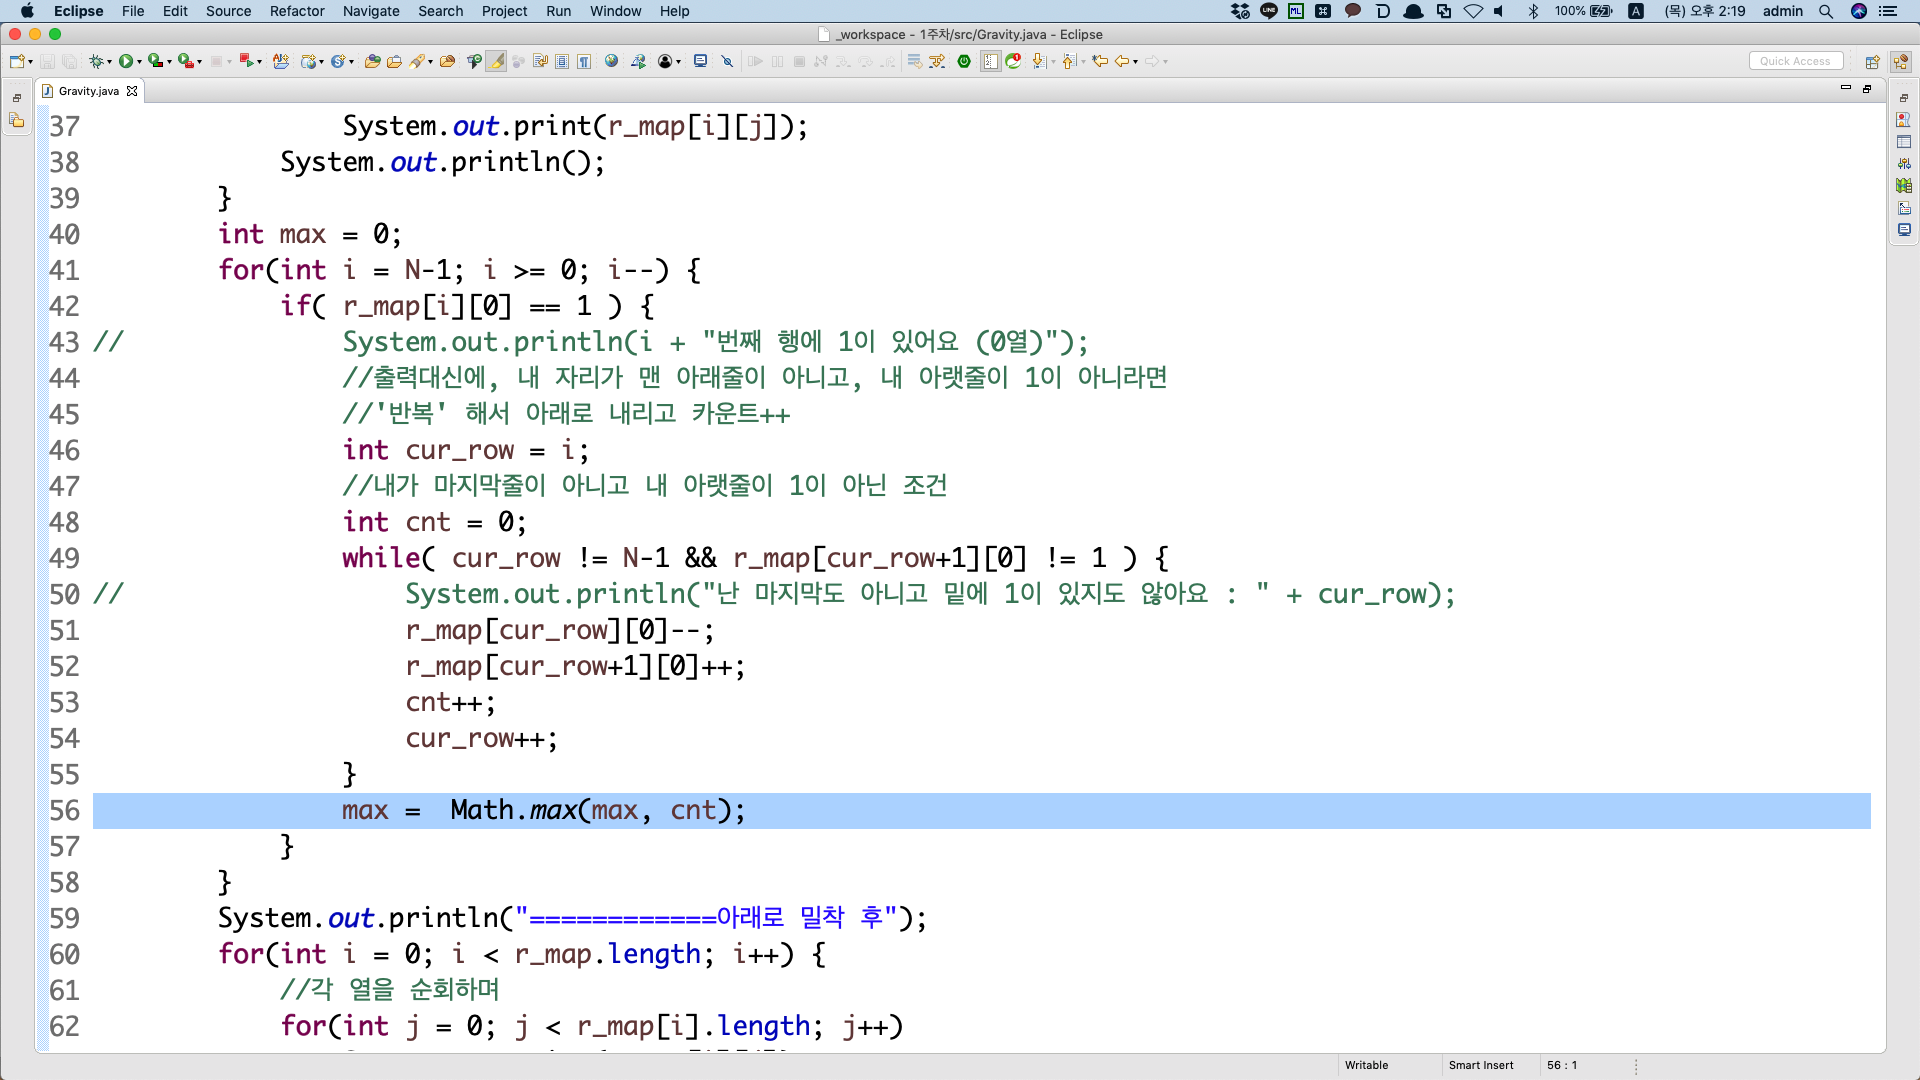 Eclipse File Edit Source Refactor Navigate Search Project Run Window Help 100% A (목) 오후 2:19 admin
_workspace - 1주차/src/Gravity.java - Eclipse
Quick Access
Gravity.java
37 System.out.print(r_map[i][j]);
38 System.out.println();
39 }
40 int max = 0;
41 for(int i = N-1; i >= 0; i--) {
42 if( r_map[i][0] == 1 ) {
43 // System.out.println(i + "번째 행에 1이 있어요 (0열)");
44 //출력대신에, 내 자리가 맨 아래줄이 아니고, 내 아랫줄이 1이 아니라면
45 //'반복' 해서 아래로 내리고 카운트++
46 int cur_row = i;
47 //내가 마지막줄이 아니고 내 아랫줄이 1이 아닌 조건
48 int cnt = 0;
49 while( cur_row != N-1 && r_map[cur_row+1][0] != 1 ) {
50 // System.out.println("난 마지막도 아니고 밑에 1이 있지도 않아요 : " + cur_row);
51 r_map[cur_row][0]--;
52 r_map[cur_row+1][0]++;
53 cnt++;
54 cur_row++;
55 }
56 max =  Math.max(max, cnt);
57 }
58 }
59 System.out.println("============아래로 밀착 후");
60 for(int i = 0; i < r_map.length; i++) {
61 //각 열을 순회하며
62 for(int j = 0; j < r_map[i].length; j++)
Writable Smart Insert 56 : 1